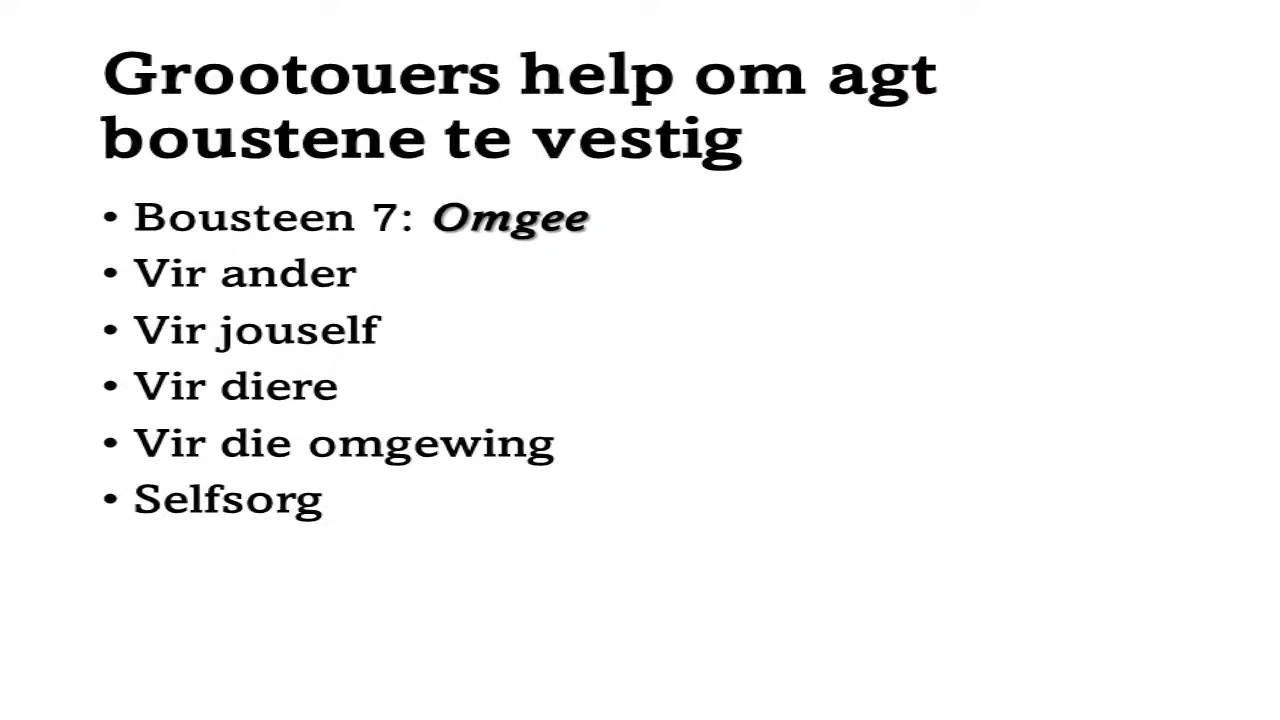 Grootouers help om agt
boustene te vestig
• Bousteen 7: Omgee
• Vir ander
• Vir jouself
• Vir diere
• Vir die omgewing
• Selfsorg